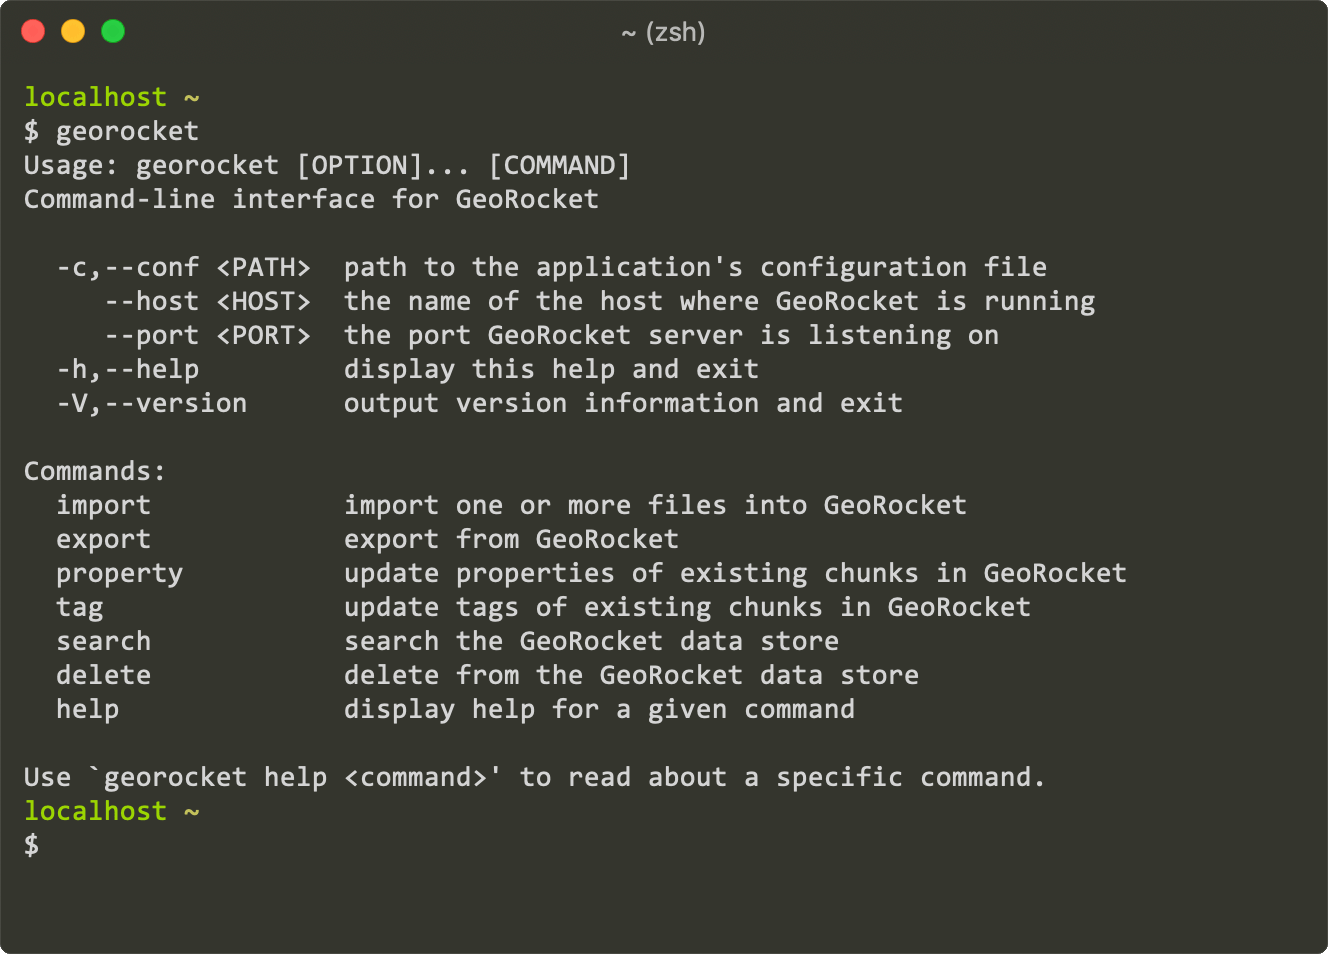 ~ (zsh)
localhost ~
$ georocket
Usage: georocket [OPTION]... [COMMAND]
Command-line interface for GeoRocket
-c,--conf <PATH>  path to the application's configuration file
--host <HOST>  the name of the host where GeoRocket is running
--port <PORT>  the port GeoRocket server is listening on
-h,--help         display this help and exit
-V,--version      output version information and exit
Commands:
import            import one or more files into GeoRocket
export            export from GeoRocket
property          update properties of existing chunks in GeoRocket
tag               update tags of existing chunks in GeoRocket
search            search the GeoRocket data store
delete            delete from the GeoRocket data store
help              display help for a given command
Use `georocket help <command>' to read about a specific command.
localhost ~
$